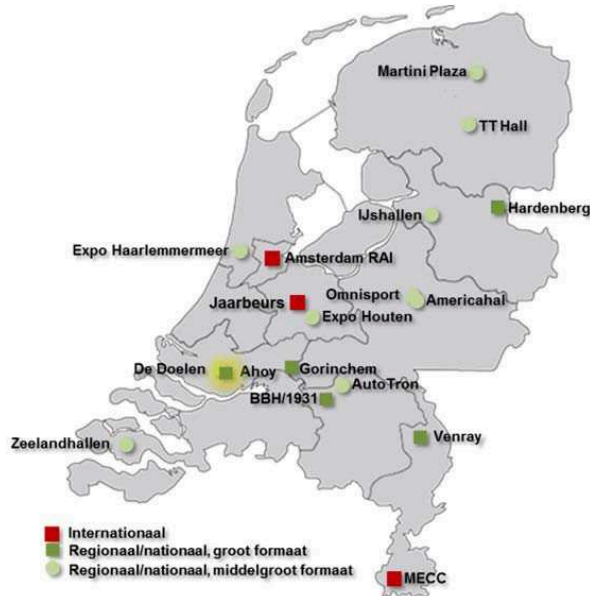 Martini Plaza
TT Hall
Hardenberg
IJshallen
Expo Haarlemmermeer
Amsterdam RAI
Omnisport
Americahal
Jaarbeurs
Expo Houten
De Doelen
Ahoy
Gorinchem
AutoTron
BBH/1931
Venray
Zeelandhallen
Internationaal
Regionaal/nationaal, groot formaat
Regionaal/nationaal, middelgroot formaat
MECC